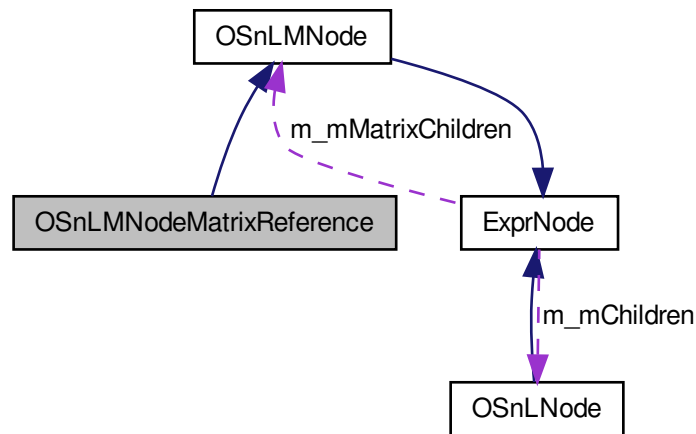 OSnLMNode
m_mMatrixChildren
OSnLMNodeMatrixReference
ExprNode
m_mChildren
OSnLNode